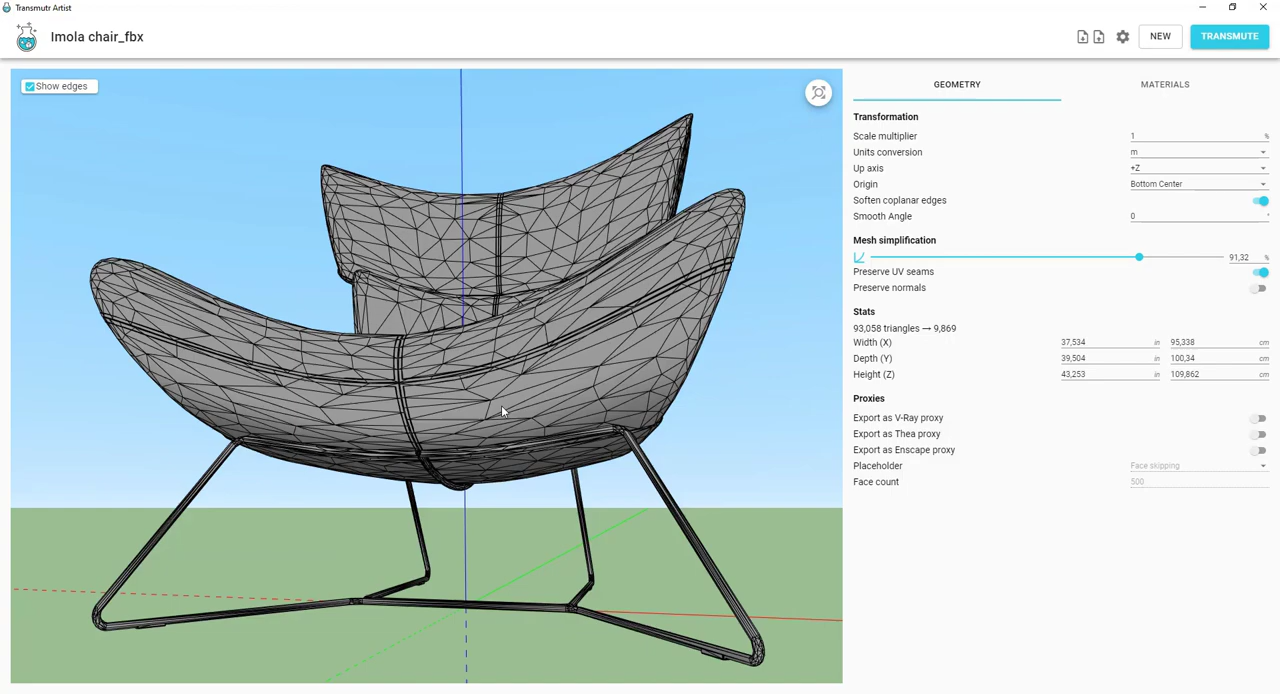 Transmutr Artist
Imola chair_fbx
NEW
TRANSMUTE
Show edges
GEOMETRY
MATERIALS
Transformation
Scale multiplier 1 %
Units conversion m
Up axis +Z
Origin Bottom Center
Soften coplanar edges
Smooth Angle 0 °
Mesh simplification
91,32 %
Preserve UV seams
Preserve normals
Stats
93,058 triangles → 9,869
Width (X) 37,534 in 95,338 cm
Depth (Y) 39,504 in 100,34 cm
Height (Z) 43,253 in 109,862 cm
Proxies
Export as V-Ray proxy
Export as Thea proxy
Export as Enscape proxy
Placeholder Face skipping
Face count 500